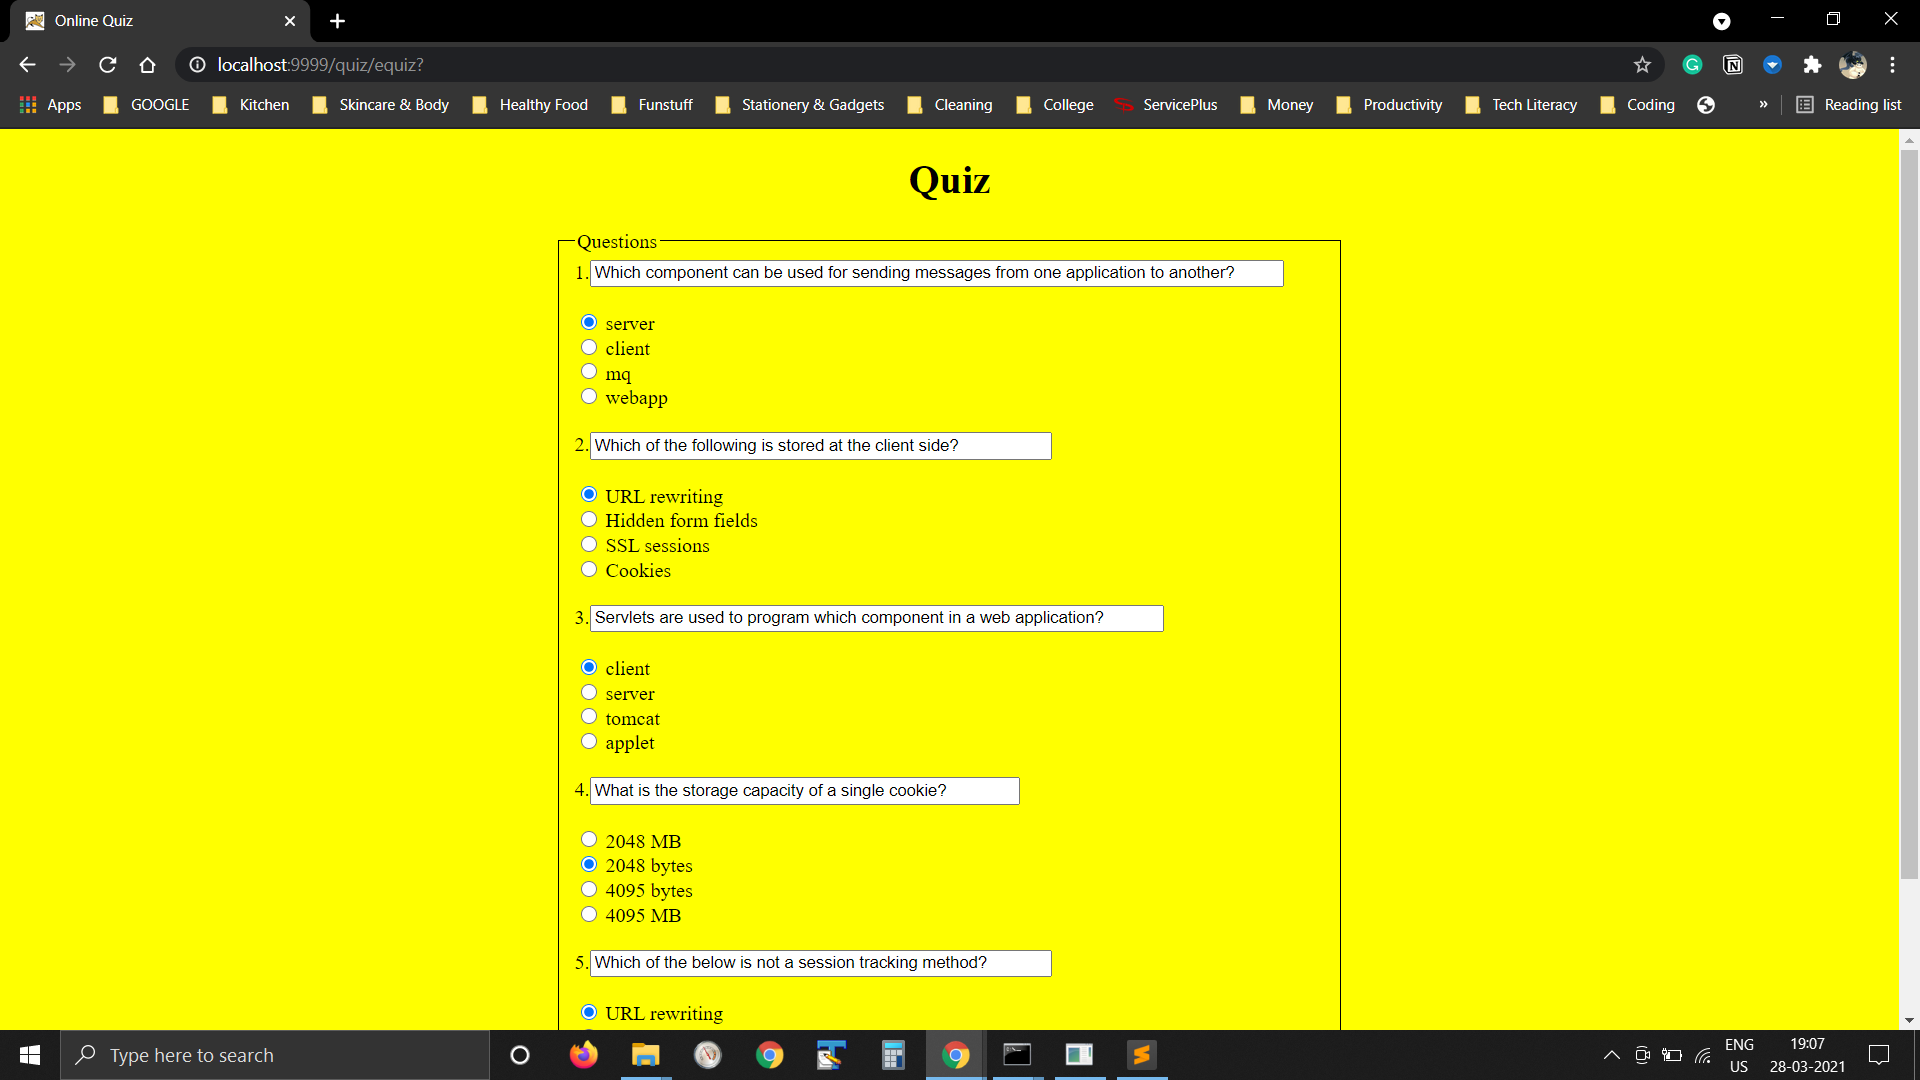 Online Quiz
localhost:9999/quiz/equiz?
Apps GOOGLE Kitchen Skincare & Body Healthy Food Funstuff Stationery & Gadgets Cleaning College ServicePlus Money Productivity Tech Literacy Coding » Reading list
Quiz
Questions
1. Which component can be used for sending messages from one application to another?
server
client
mq
webapp
2. Which of the following is stored at the client side?
URL rewriting
Hidden form fields
SSL sessions
Cookies
3. Servlets are used to program which component in a web application?
client
server
tomcat
applet
4. What is the storage capacity of a single cookie?
2048 MB
2048 bytes
4095 bytes
4095 MB
5. Which of the below is not a session tracking method?
URL rewriting
Type here to search
ENG
US
19:07
28-03-2021